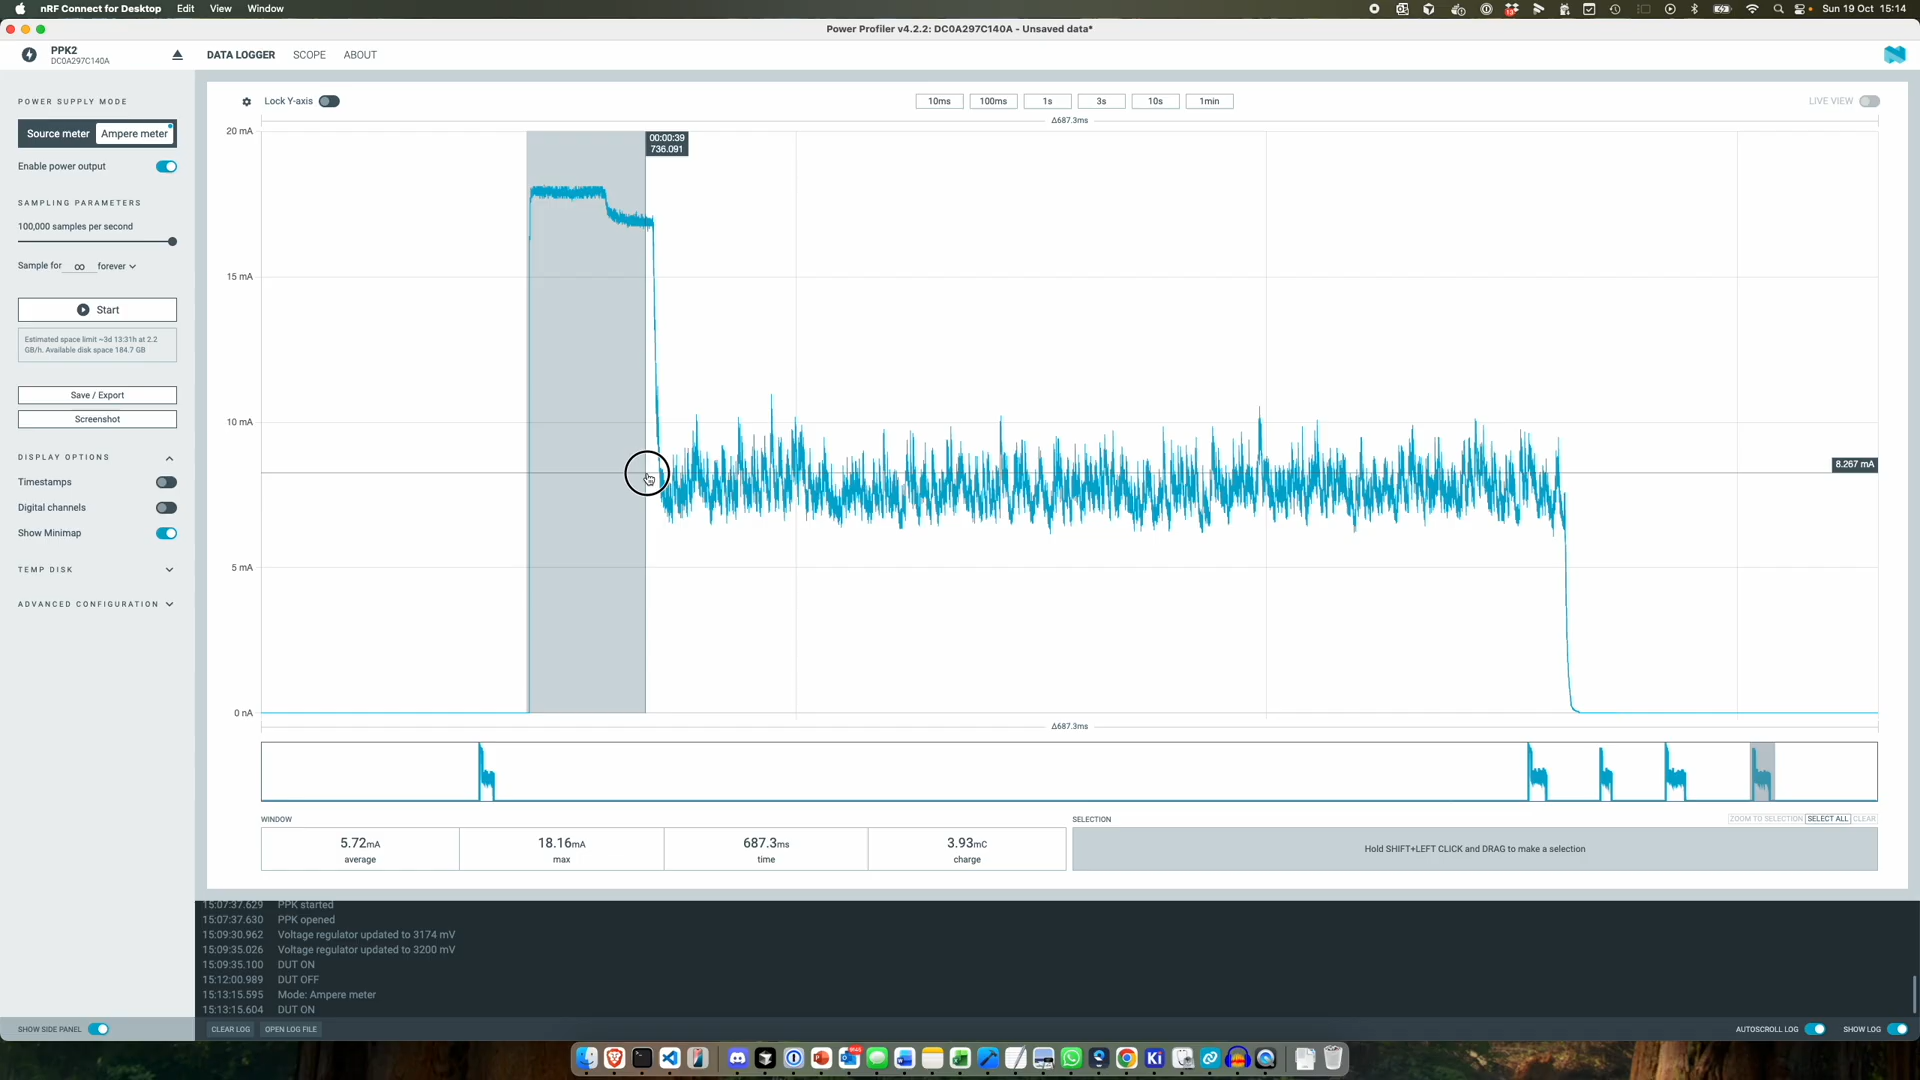 nRF Connect for Desktop Edit View Window
Sun 19 Oct 15:14
Power Profiler v4.2.2: DC0A297C140A - Unsaved data*
PPK2
DC0A297C140A
DATA LOGGER SCOPE ABOUT
POWER SUPPLY MODE
Source meter Ampere meter
Enable power output
SAMPLING PARAMETERS
100,000 samples per second
Sample for ∞ forever
Start
Estimated space limit ~3d 13:31h at 2.2
GB/h. Available disk space 184.7 GB
Save / Export
Screenshot
DISPLAY OPTIONS
Timestamps
Digital channels
Show Minimap
TEMP DISK
ADVANCED CONFIGURATION
SHOW SIDE PANEL
Lock Y-axis
10ms 100ms 1s 3s 10s 1min
LIVE VIEW
Δ687.3ms
20 mA
00:00:39
736.091
15 mA
10 mA
8.267 mA
5 mA
0 nA
Δ687.3ms
WINDOW
5.72mA
average
18.16mA
max
687.3ms
time
3.93mC
charge
SELECTION
ZOOM TO SELECTION SELECT ALL CLEAR
Hold SHIFT+LEFT CLICK and DRAG to make a selection
15:07:37.629 PPK started
15:07:37.630 PPK opened
15:09:30.962 Voltage regulator updated to 3174 mV
15:09:35.026 Voltage regulator updated to 3200 mV
15:09:35.100 DUT ON
15:12:00.989 DUT OFF
15:13:15.595 Mode: Ampere meter
15:13:15.604 DUT ON
CLEAR LOG OPEN LOG FILE
AUTOSCROLL LOG SHOW LOG
Ki